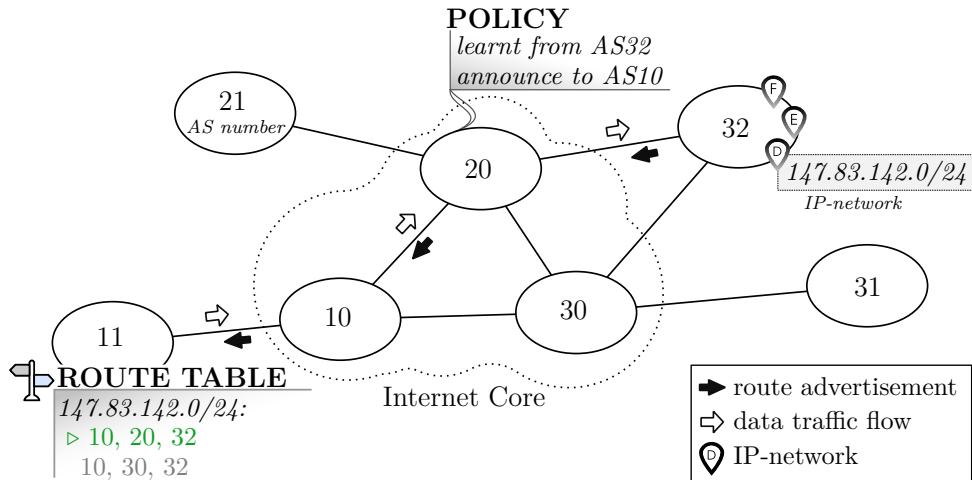 POLICY
learnt from AS32
announce to AS10
21
AS number
32
F
E
D
20
147.83.142.0/24
IP-network
10
30
31
11
ROUTE TABLE
147.83.142.0/24:
▷ 10, 20, 32
10, 30, 32
Internet Core
route advertisement
data traffic flow
D IP-network